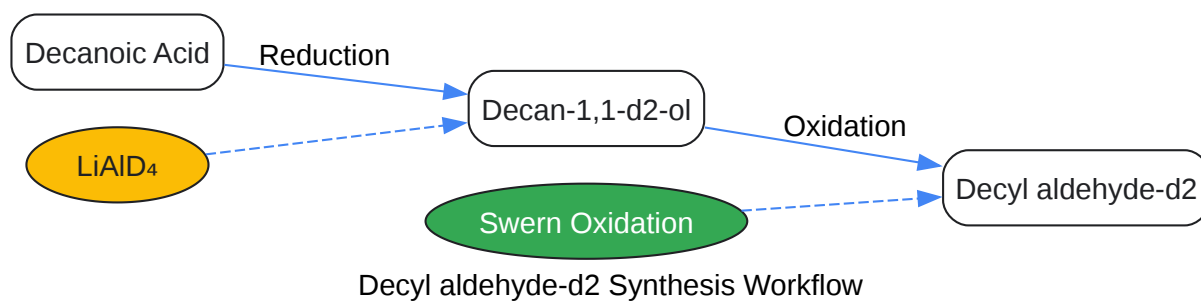 Decanoic Acid
Reduction
LiAlD₄
Decan-1,1-d2-ol
Oxidation
Swern Oxidation
Decyl aldehyde-d2
Decyl aldehyde-d2 Synthesis Workflow